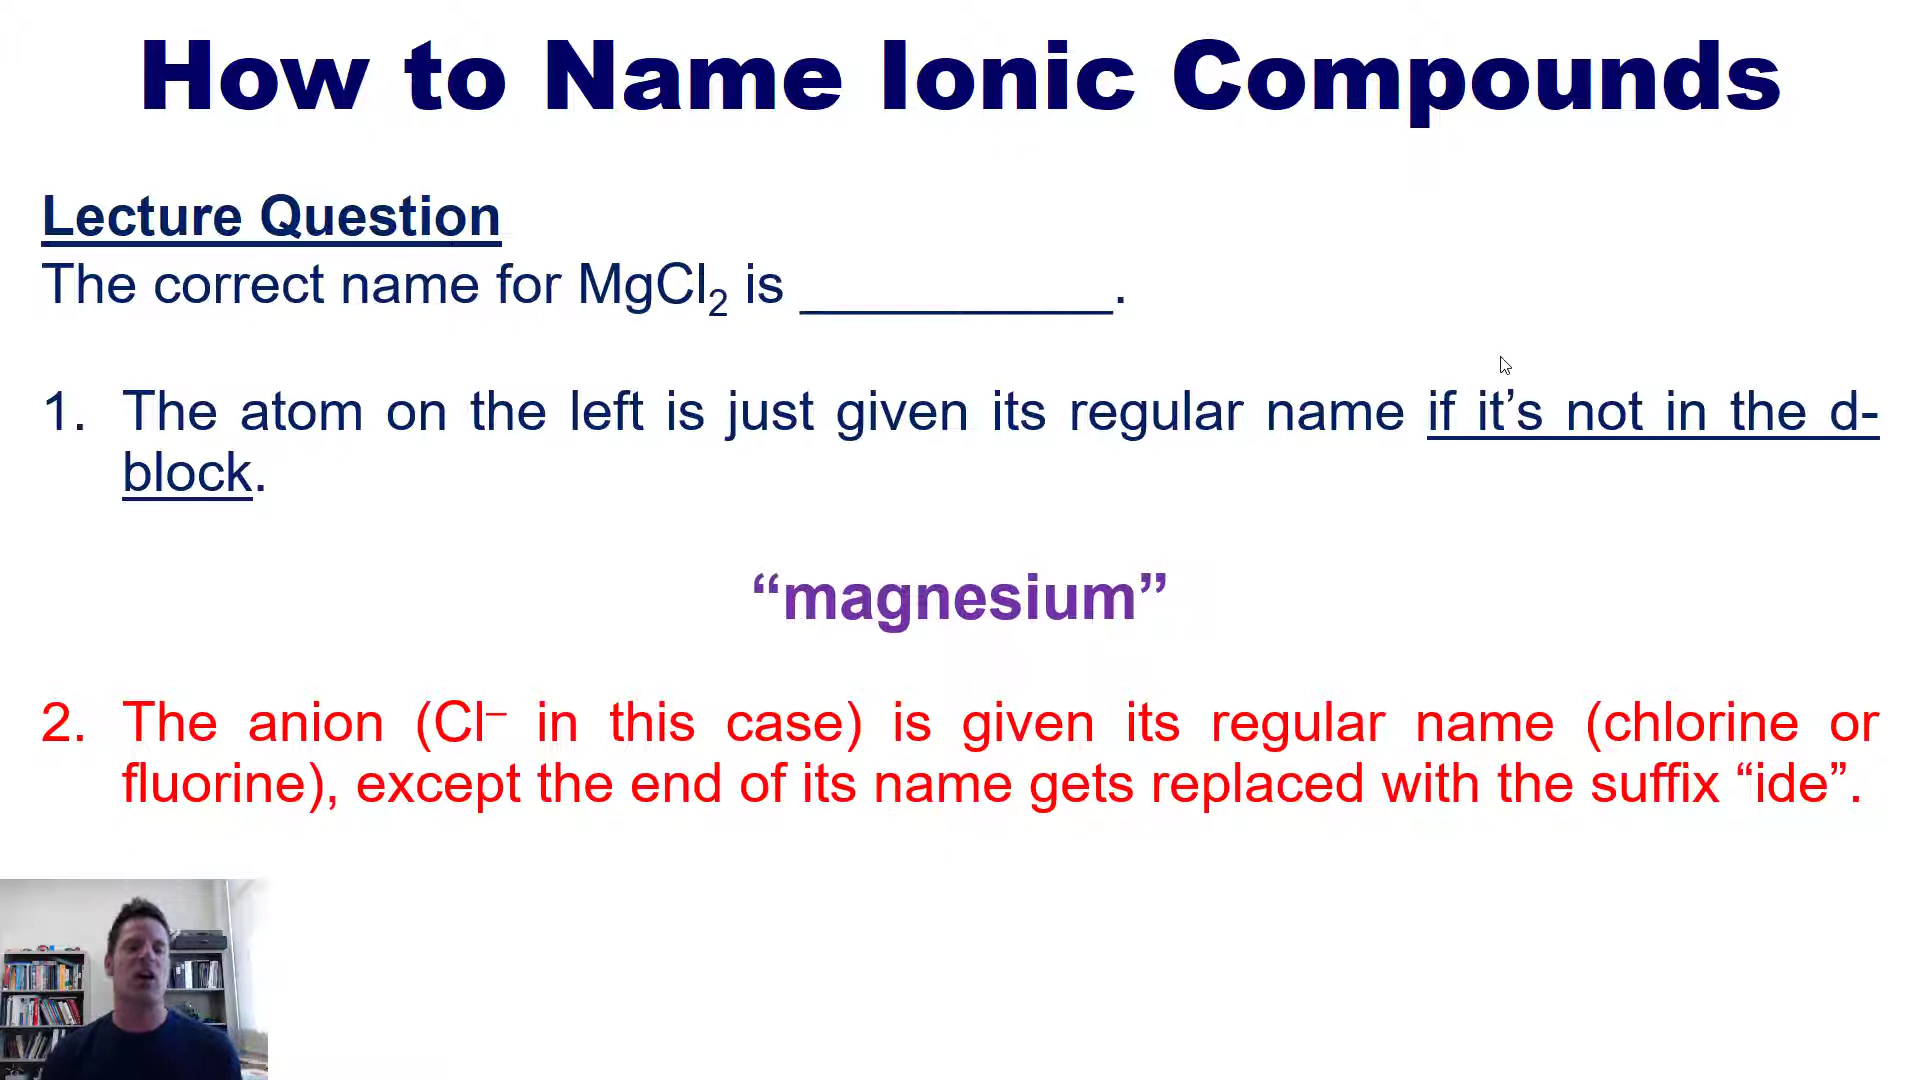 How to Name Ionic Compounds
Lecture Question
The correct name for MgCl₂ is ___________.
1. The atom on the left is just given its regular name if it’s not in the d-
block.
“magnesium”
2. The anion (Cl⁻ in this case) is given its regular name (chlorine or
fluorine), except the end of its name gets replaced with the suffix “ide”.